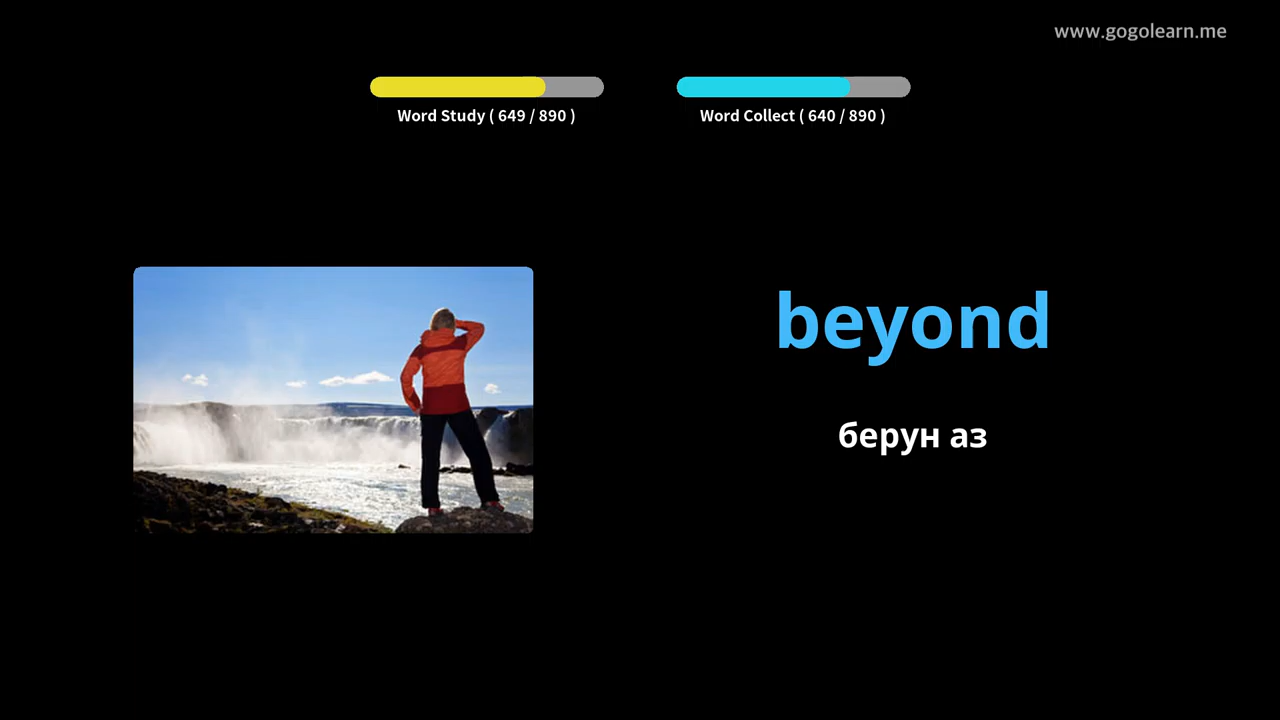 www.gogolearn.me
Word Study ( 649 / 890 )
Word Collect ( 640 / 890 )
beyond
берун аз